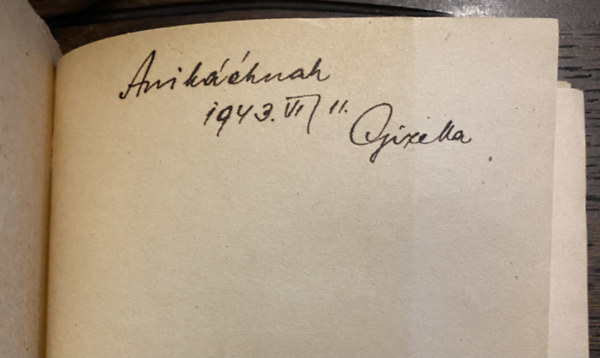 Anikáéknak
1943. VI/11.
Gizella